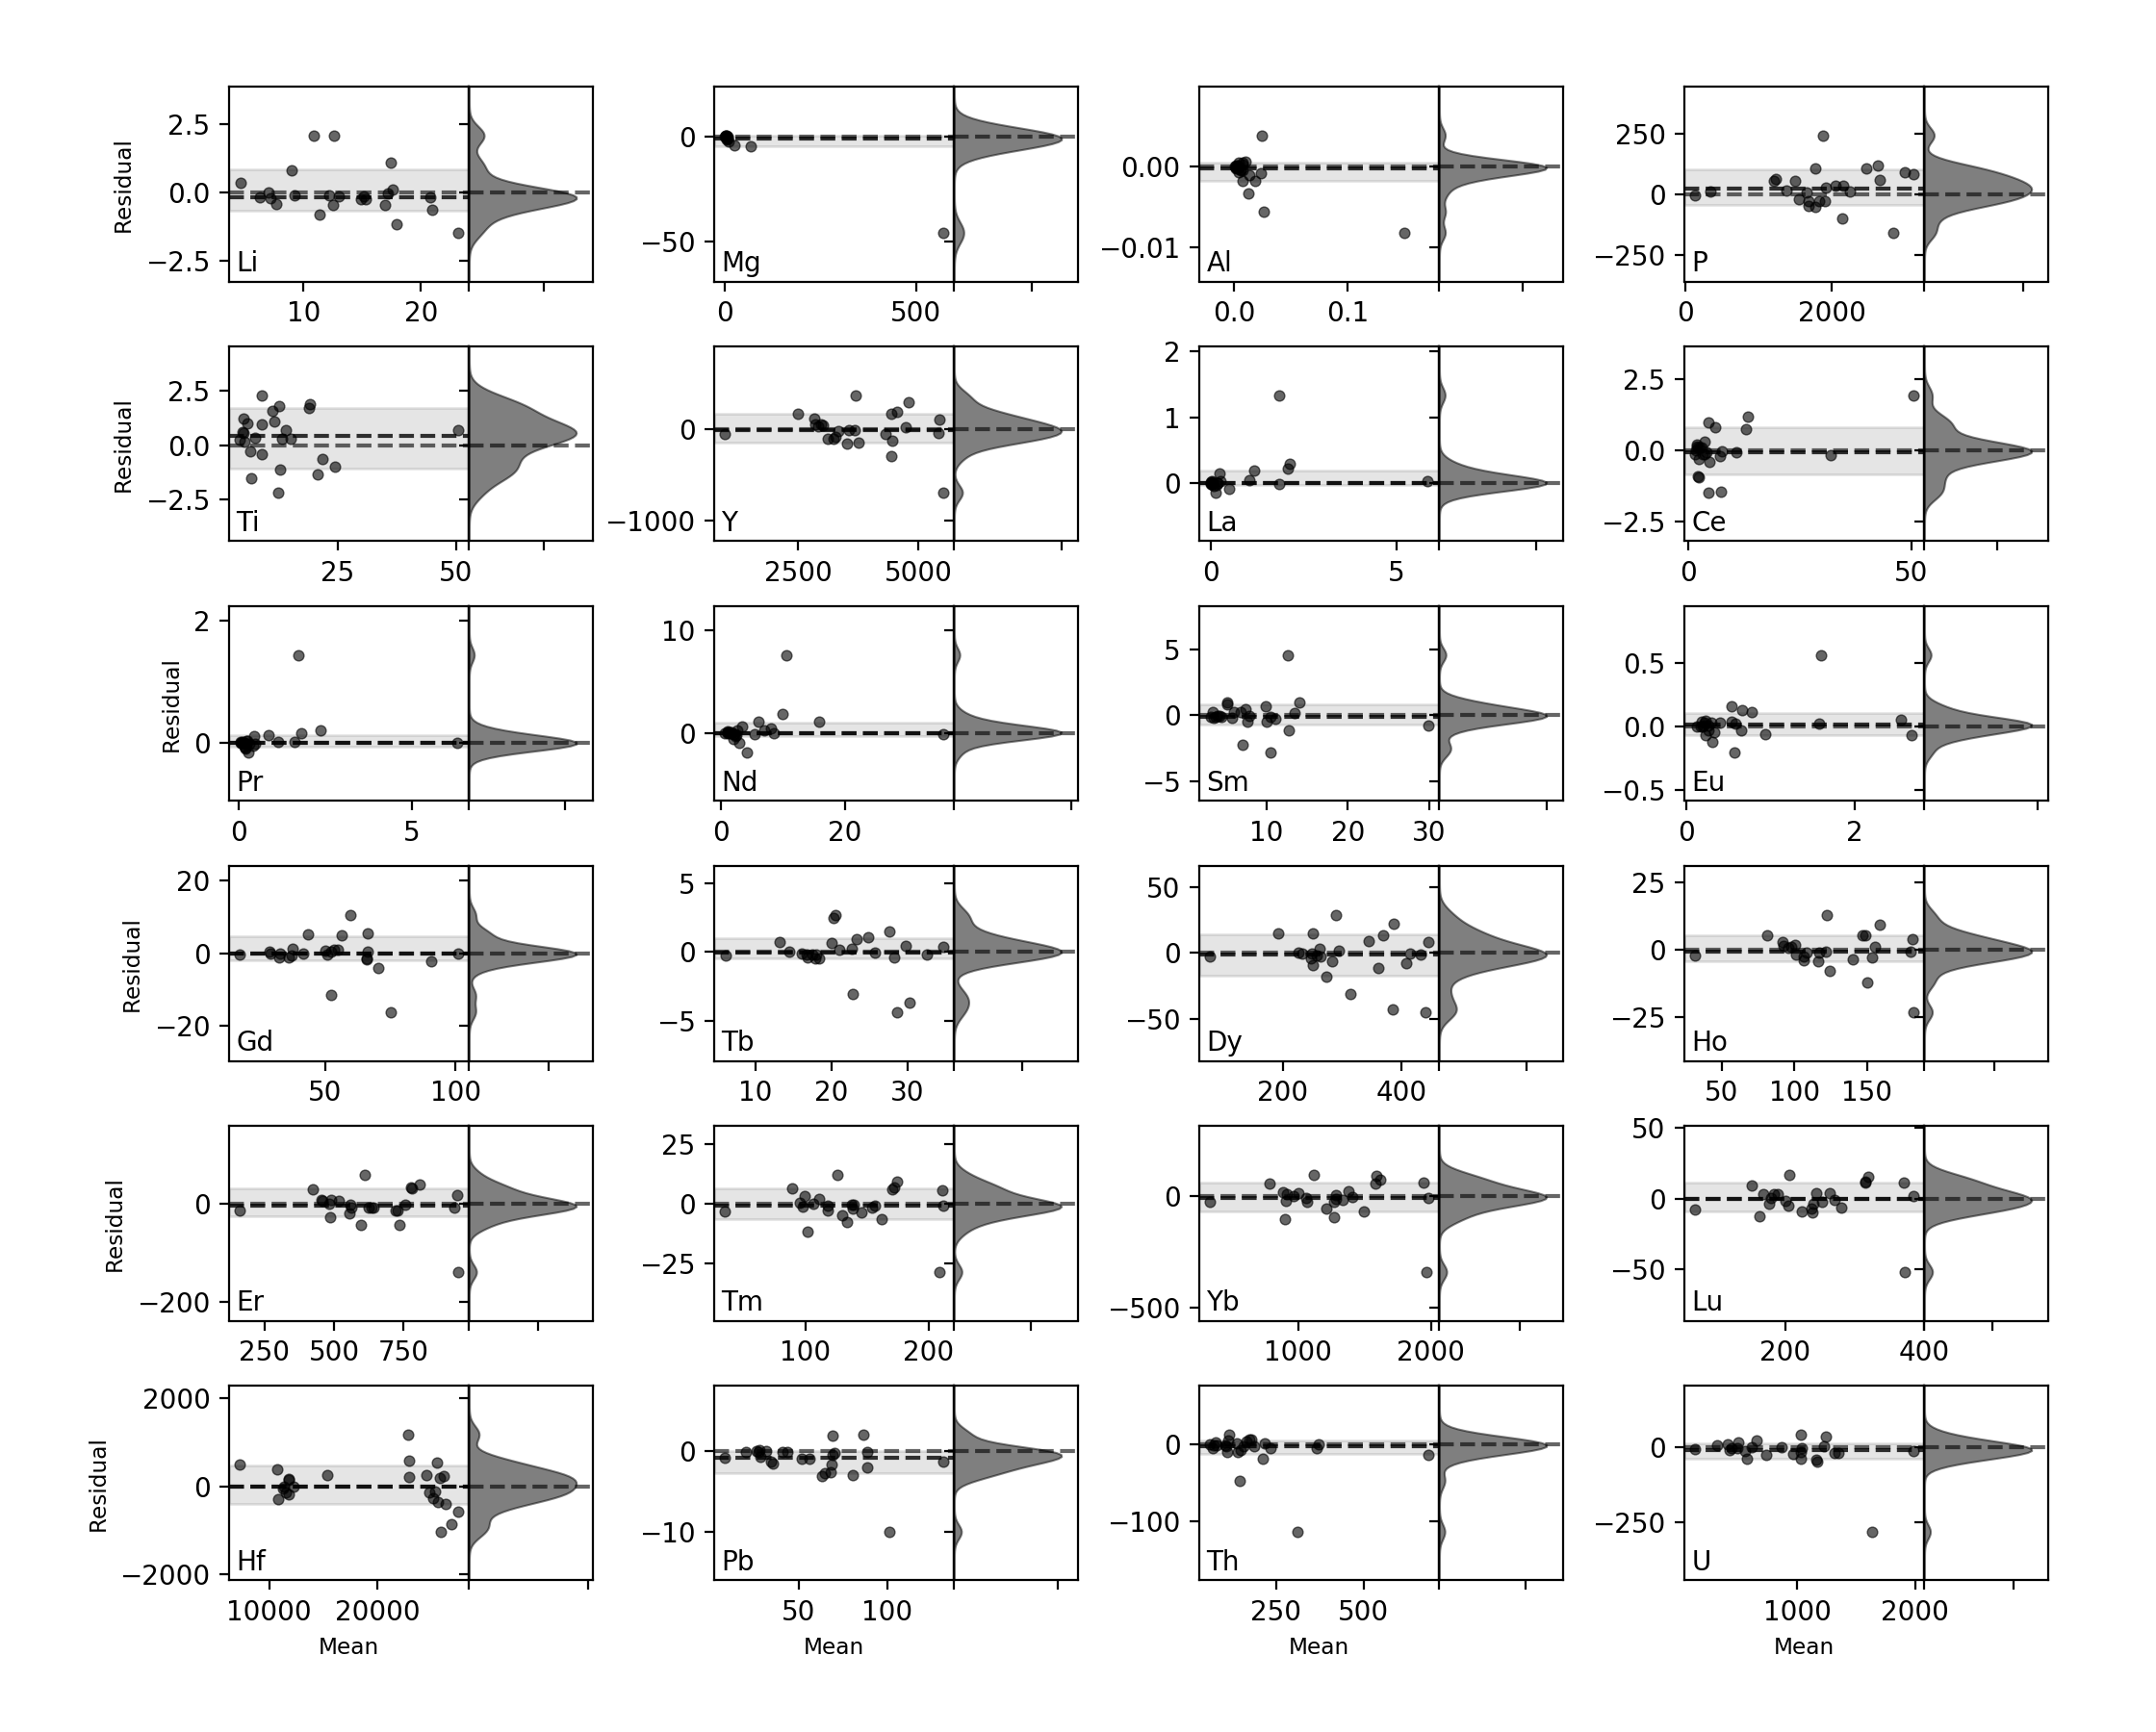 Residual
2.5
0.0
−2.5
Li
10 20
0
−50
Mg
0 500
0.00
−0.01
Al
0.0 0.1
250
0
−250
P
0 2000
Residual
2.5
0.0
−2.5
Ti
25 50
0
−1000
Y
2500 5000
2
1
0
La
0 5
2.5
0.0
−2.5
Ce
0 50
Residual
2
0
Pr
0 5
10
0
Nd
0 20
5
0
−5
Sm
10 20 30
0.5
0.0
−0.5
Eu
0 2
Residual
20
0
−20
Gd
50 100
5
0
−5
Tb
10 20 30
50
0
−50
Dy
200 400
25
0
−25
Ho
50 100 150
Residual
0
−200
Er
250 500 750
25
0
−25
Tm
100 200
0
−500
Yb
1000 2000
50
0
−50
Lu
200 400
Residual
2000
0
−2000
Hf
10000 20000
Mean
0
−10
Pb
50 100
Mean
0
−100
Th
250 500
Mean
0
−250
U
1000 2000
Mean